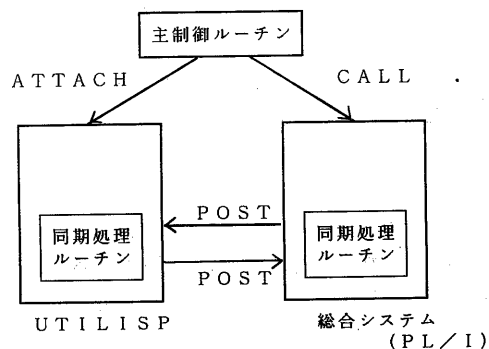 主制御ルーチン
ATTACH
CALL
POST
同期処理
ルーチン
同期処理
ルーチン
POST
UTILISP
総合システム
(PL/I)